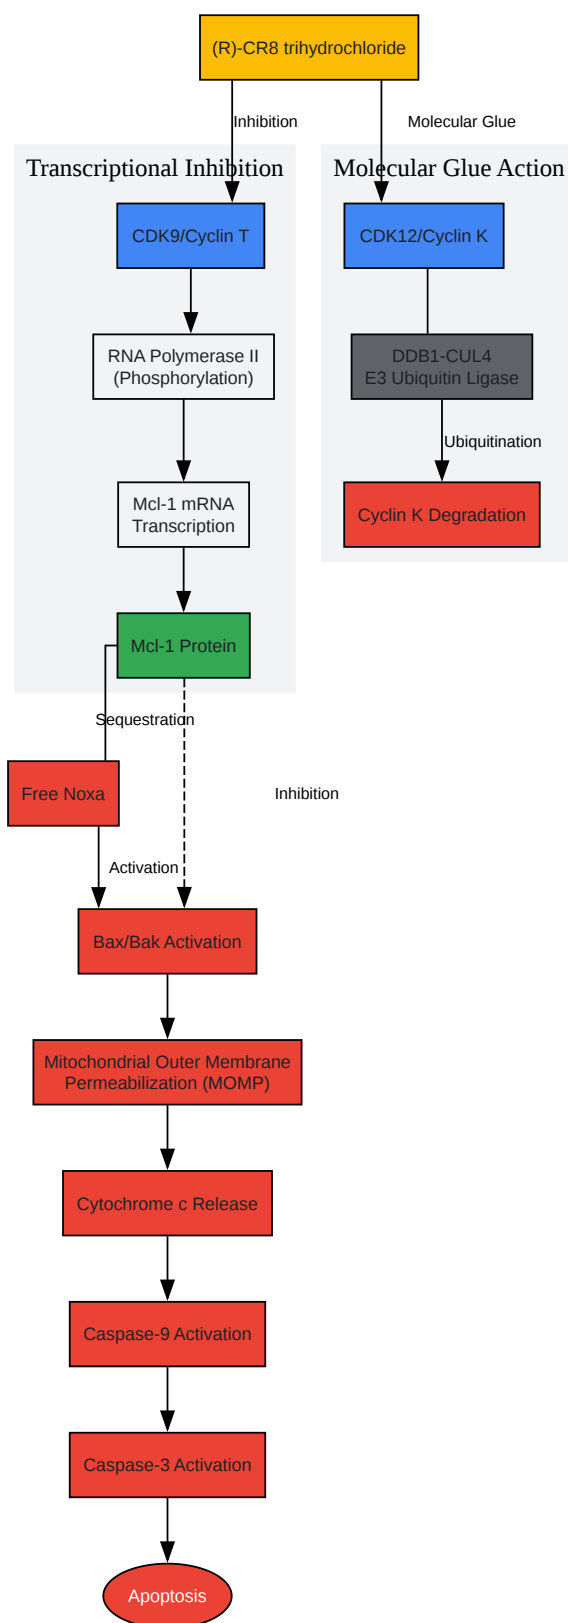 (R)-CR8 trihydrochloride
Inhibition
Molecular Glue
Transcriptional Inhibition
Molecular Glue Action
CDK9/Cyclin T
CDK12/Cyclin K
RNA Polymerase II
(Phosphorylation)
DDB1-CUL4
E3 Ubiquitin Ligase
Ubiquitination
Mcl-1 mRNA
Transcription
Cyclin K Degradation
Mcl-1 Protein
Sequestration
Free Noxa
Inhibition
Activation
Bax/Bak Activation
Mitochondrial Outer Membrane
Permeabilization (MOMP)
Cytochrome c Release
Caspase-9 Activation
Caspase-3 Activation
Apoptosis